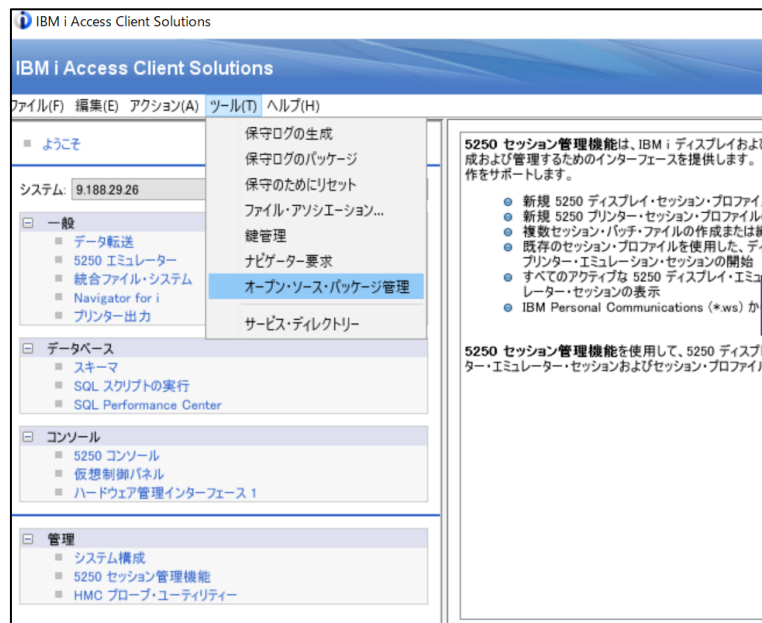 IBM i Access Client Solutions
IBM i Access Client Solutions
ファイル(F) 編集(E) アクション(A) ツール(T) ヘルプ(H)
保守ログの生成
保守ログのパッケージ
保守のためにリセット
ファイル・アソシエーション...
鍵管理
ナビゲーター要求
オープン・ソース・パッケージ管理
サービス・ディレクトリー
ようこそ
システム: 9.188.29.26
一般
データ転送
5250 エミュレーター
統合ファイル・システム
Navigator for i
プリンター出力
データベース
スキーマ
SQL スクリプトの実行
SQL Performance Center
コンソール
5250 コンソール
仮想制御パネル
ハードウェア管理インターフェース 1
管理
システム構成
5250 セッション管理機能
HMC プローブ・ユーティリティー
5250 セッション管理機能は、IBM i ディスプレイおよび
成および管理するためのインターフェースを提供します。
作をサポートします。
新規 5250 ディスプレイ・セッション・プロファイ
新規 5250 プリンター・セッション・プロファイル
複数セッション・バッチ・ファイルの作成または
既存のセッション・プロファイルを使用した、デ
プリンター・エミュレーション・セッションの開始
すべてのアクティブな 5250 ディスプレイ・エミュ
レーター・セッションの表示
IBM Personal Communications (*.ws) か
5250 セッション管理機能を使用して、5250 ディスプ
ター・エミュレーター・セッションおよびセッション・プロファイル